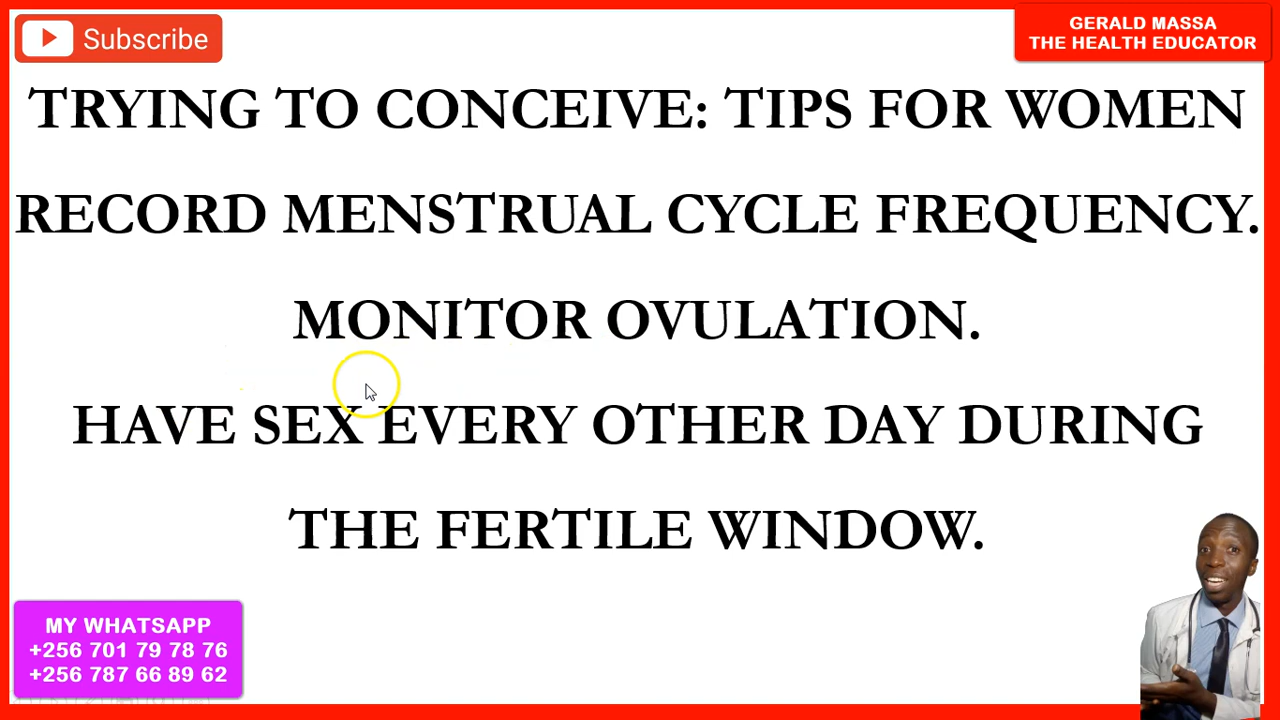 Subscribe
GERALD MASSA
THE HEALTH EDUCATOR
TRYING TO CONCEIVE: TIPS FOR WOMEN
RECORD MENSTRUAL CYCLE FREQUENCY.
MONITOR OVULATION.
HAVE SEX EVERY OTHER DAY DURING
THE FERTILE WINDOW.
MY WHATSAPP
+256 701 79 78 76
+256 787 66 89 62